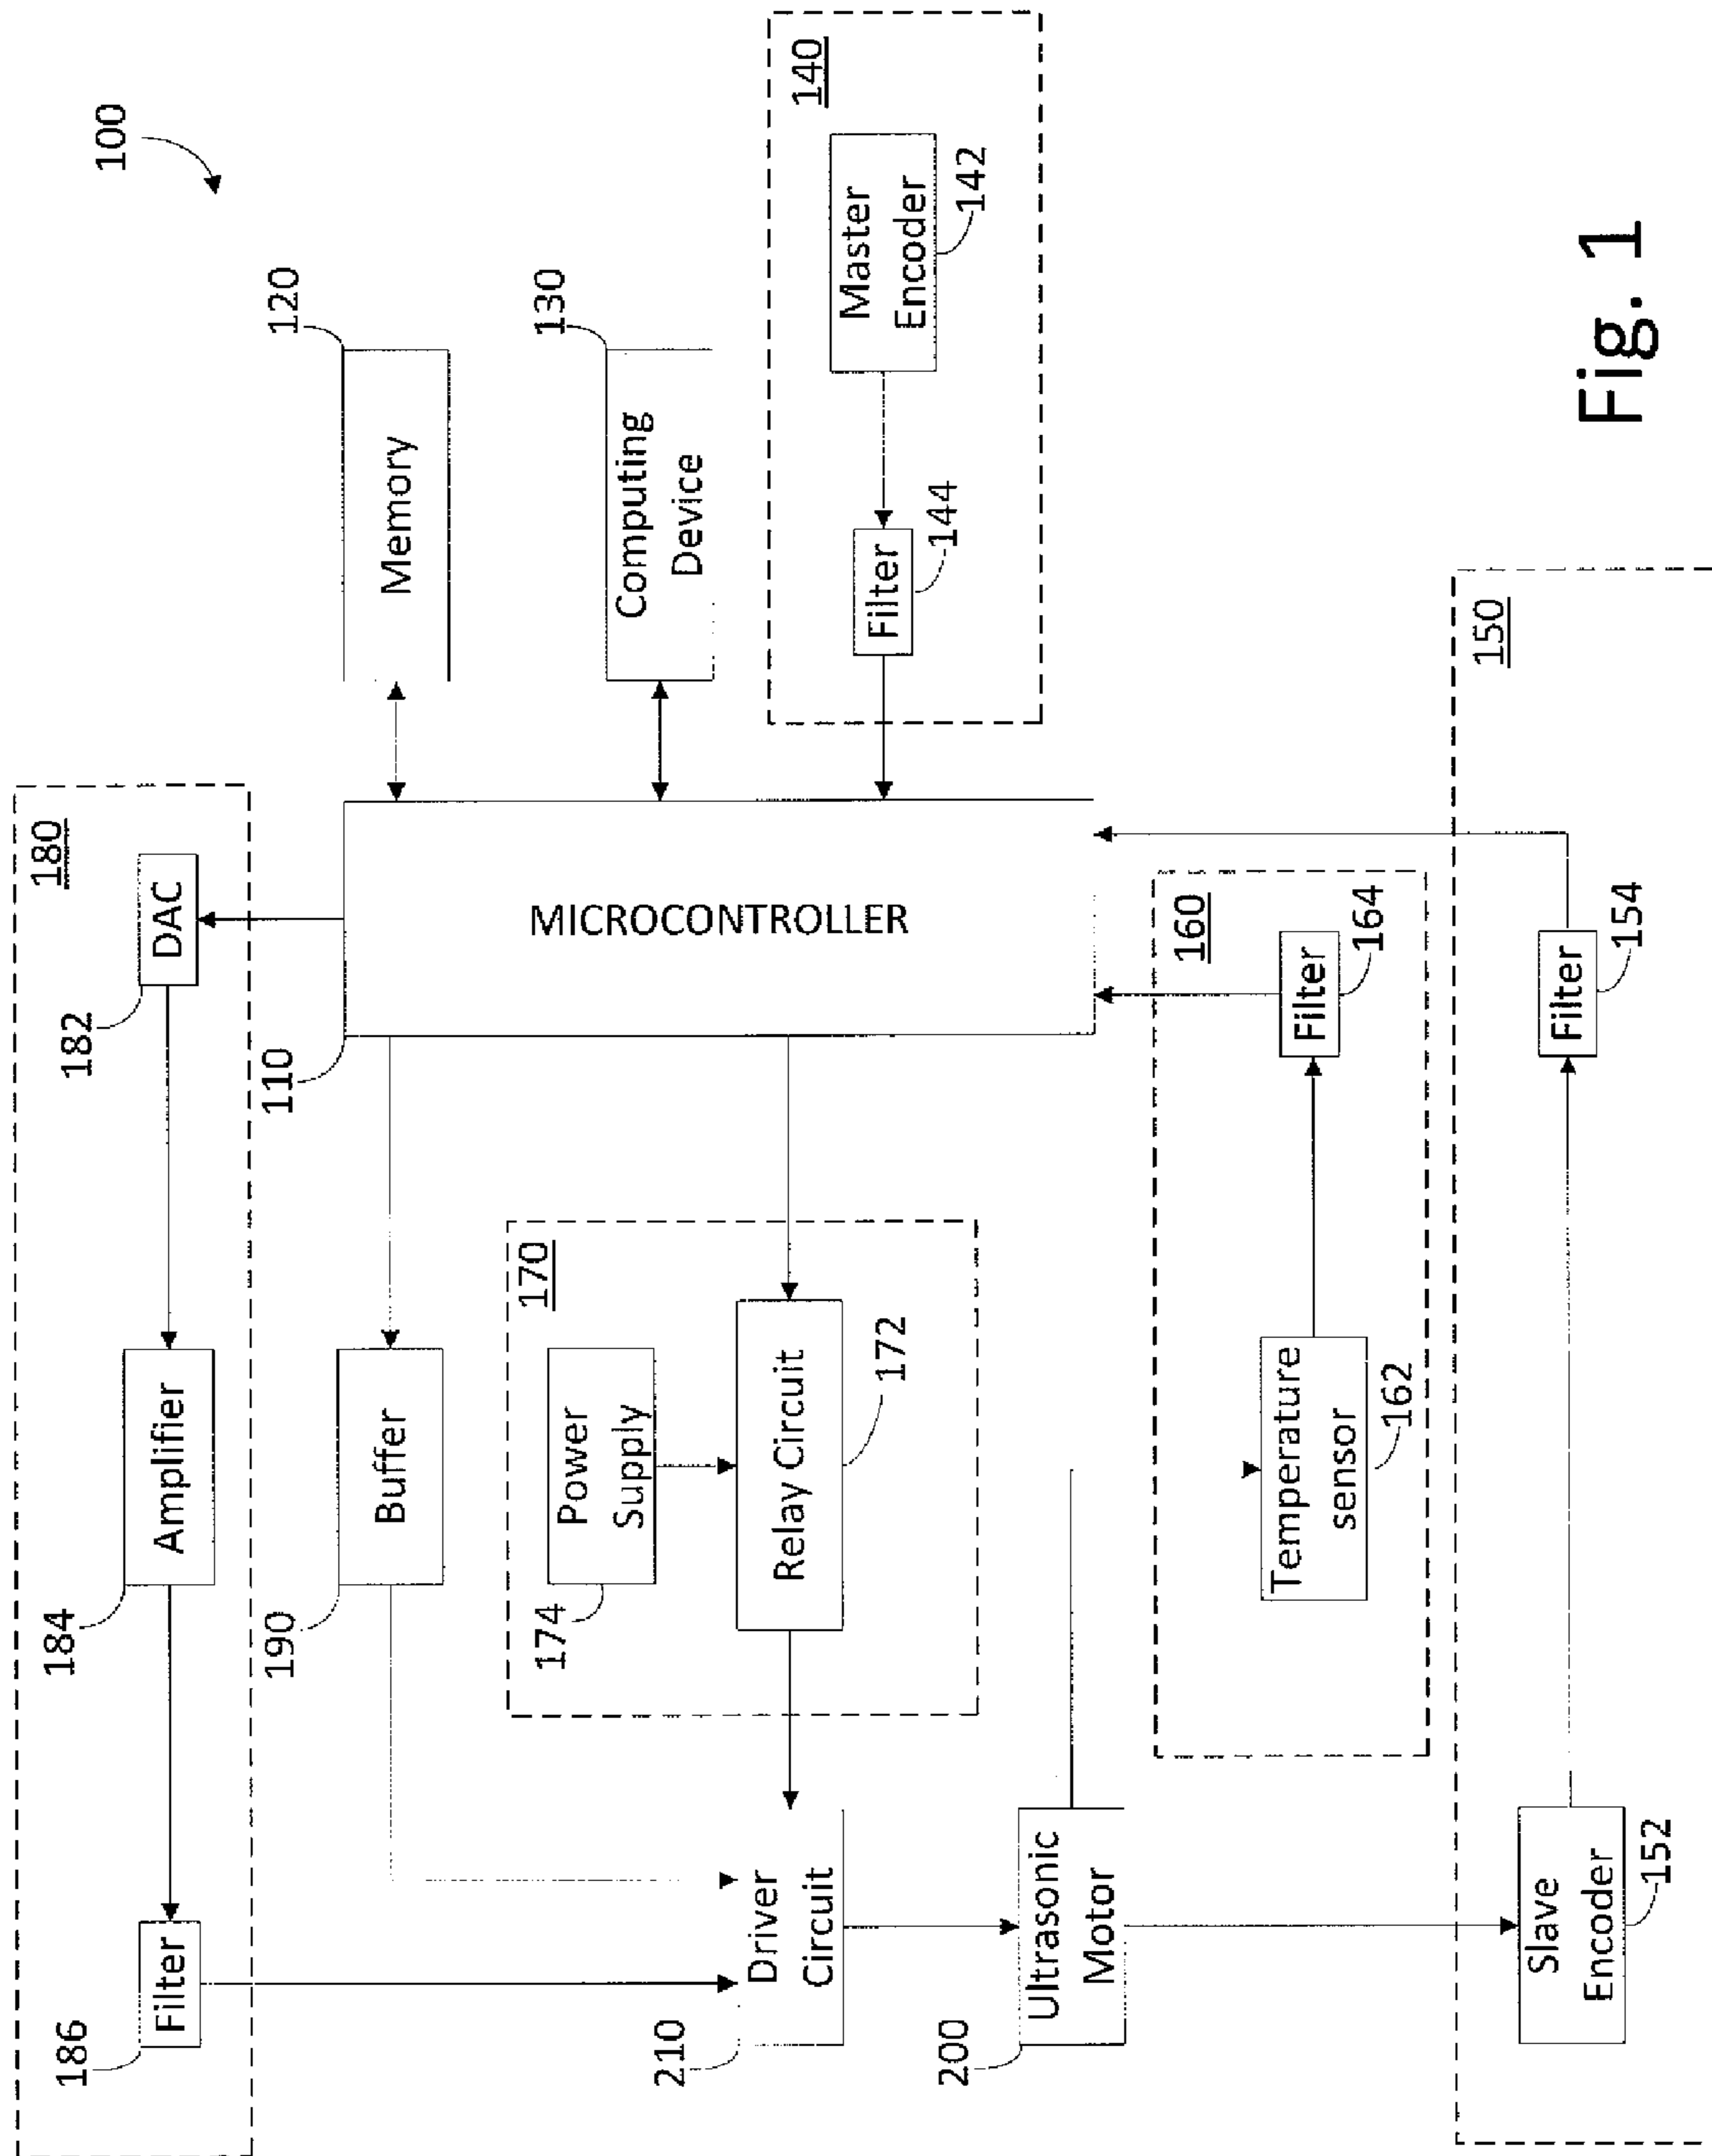 100
180
186
Filter
184
Amplifier
182
DAC
190
Buffer
110
MICROCONTROLLER
120
Memory
130
Computing
Device
140
Master
Encoder
142
Filter
144
170
174
Power
Supply
Relay Circuit
172
210
Driver
Circuit
200
Ultrasonic
Motor
160
Temperature
sensor
162
Filter
164
150
Slave
Encoder
152
Filter
154
Fig. 1